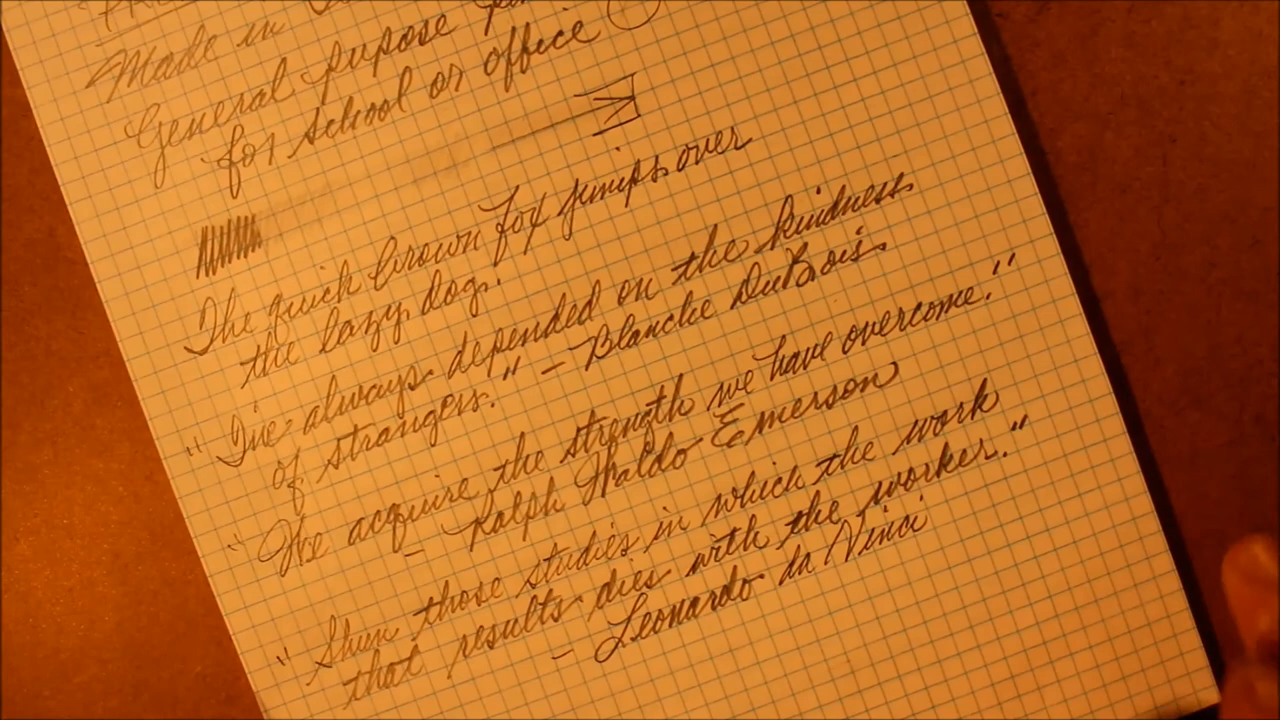 Made in
General pupose
for school or office
The quick brown fox jumps over
the lazy dog.
"I've always depended on the kindness
of strangers." - Blanche DuBois
"We acquire the strength we have overcome."
- Ralph Waldo Emerson
"Shun those studies in which the work
that results dies with the worker."
- Leonardo da Vinci